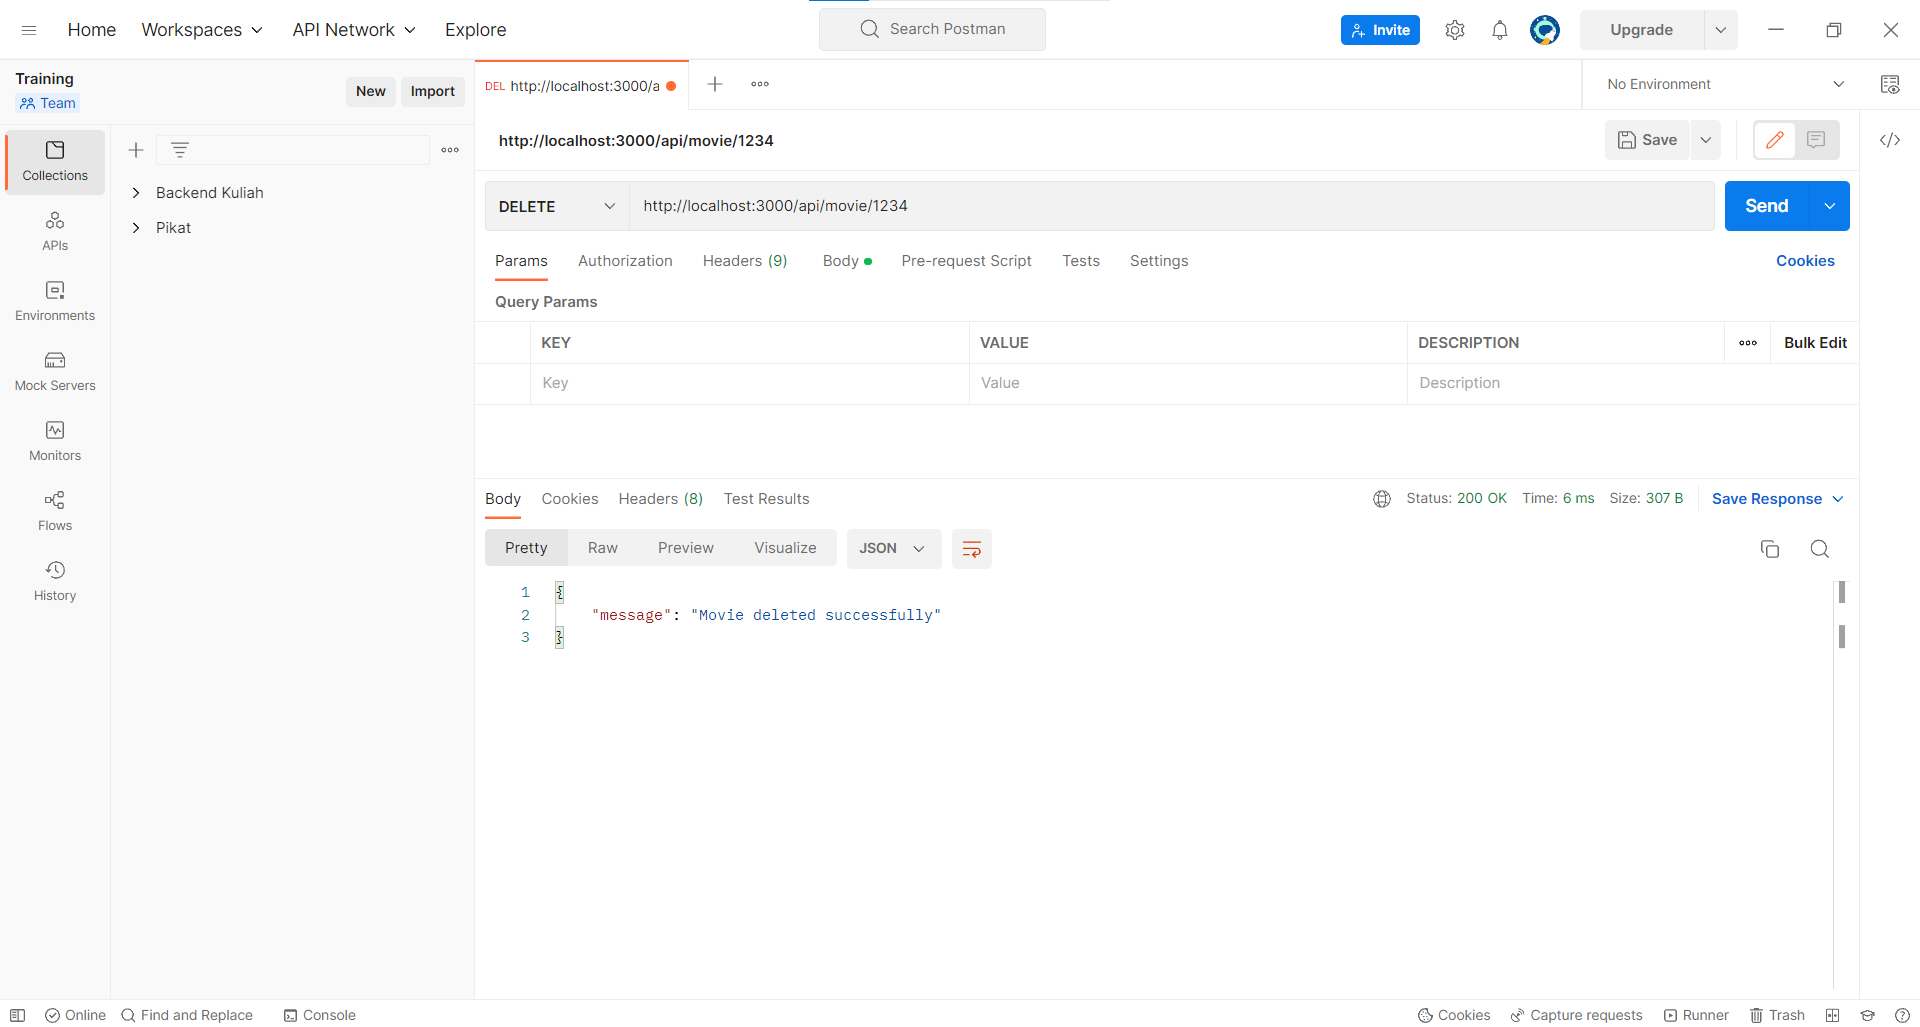 Home Workspaces API Network Explore Search Postman Invite Upgrade
Training
Team
New Import
Collections
APIs
Environments
Mock Servers
Monitors
Flows
History
Backend Kuliah
Pikat
DEL http://localhost:3000/a
No Environment
http://localhost:3000/api/movie/1234
Save
DELETE http://localhost:3000/api/movie/1234 Send
Params Authorization Headers (9) Body Pre-request Script Tests Settings Cookies
Query Params
KEY VALUE DESCRIPTION Bulk Edit
Key Value Description
Body Cookies Headers (8) Test Results Status: 200 OK Time: 6 ms Size: 307 B Save Response
Pretty Raw Preview Visualize JSON
1 {
2 "message": "Movie deleted successfully"
3 }
Online Find and Replace Console Cookies Capture requests Runner Trash